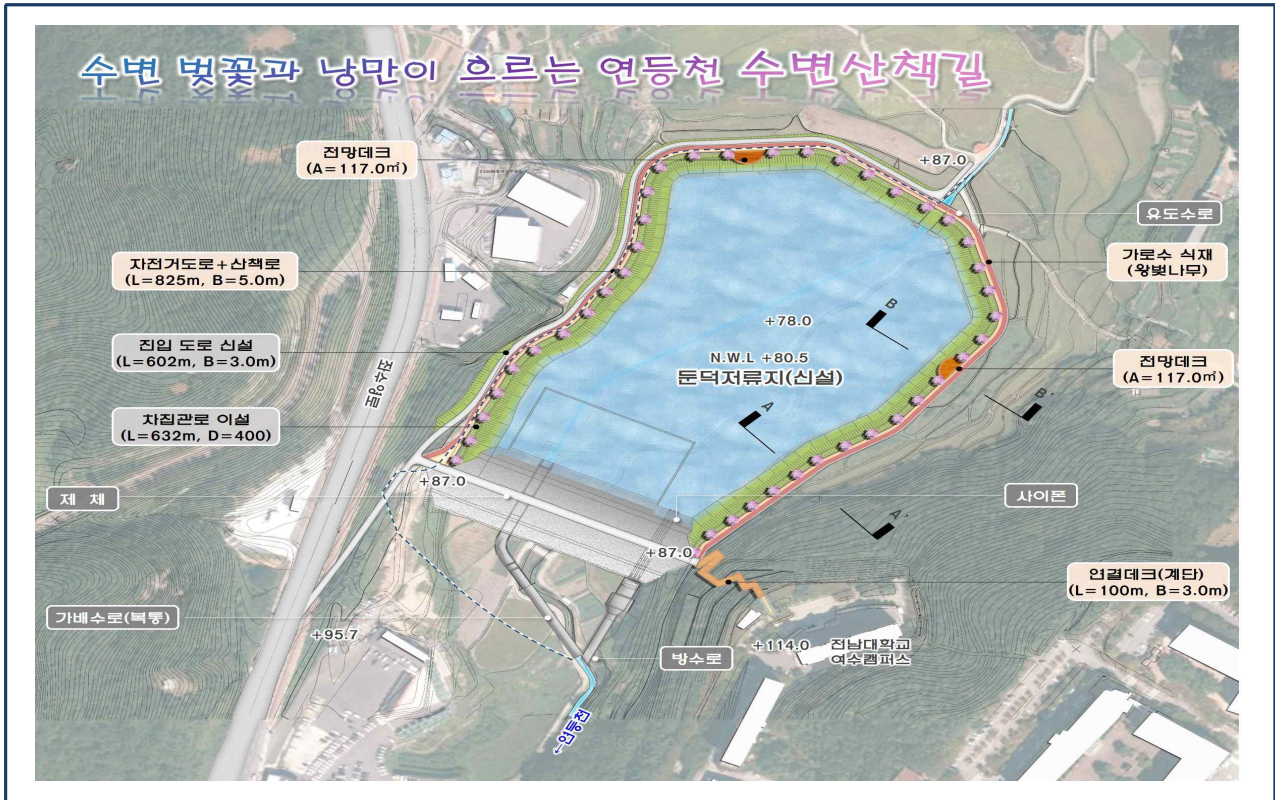 수변 벚꽃과 낭만이 흐르는 연등천 수변산책길
전망데크
(A=117.0㎡)
+87.0
유도수로
자전거도로+산책로
(L=825m, B=5.0m)
가로수 식재
(왕벚나무)
B
+78.0
진입 도로 신설
(L=602m, B=3.0m)
N.W.L +80.5
둔덕저류지(신설)
전망데크
(A=117.0㎡)
진수영로
B'
A
차집관로 이설
(L=632m, D=400)
+87.0
제 체
사이폰
A'
+87.0
연결데크(계단)
(L=100m, B=3.0m)
가배수로(복통)
+95.7
방수로
+114.0
전남대학교
여수캠퍼스
←연등천